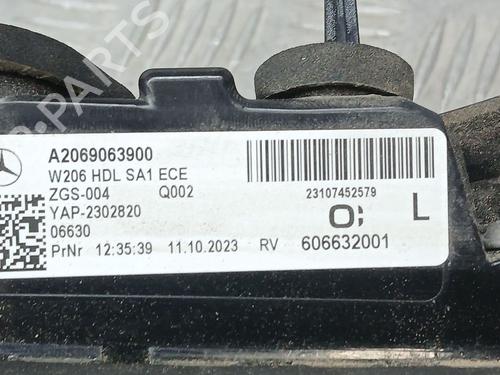 A2069063900
W206 HDL SA1 ECE
ZGS-004 Q002
YAP-2302820
06630
PrNr 12:35:39 11.10.2023 RV 606632001
23107452579
L